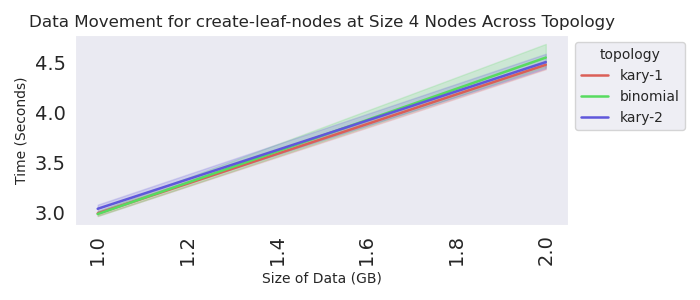 Data Movement for create-leaf-nodes at Size 4 Nodes Across Topology
Time (Seconds)
4.5
4.0
3.5
3.0
1.0
1.2
1.4
1.6
1.8
2.0
Size of Data (GB)
topology
kary-1
binomial
kary-2